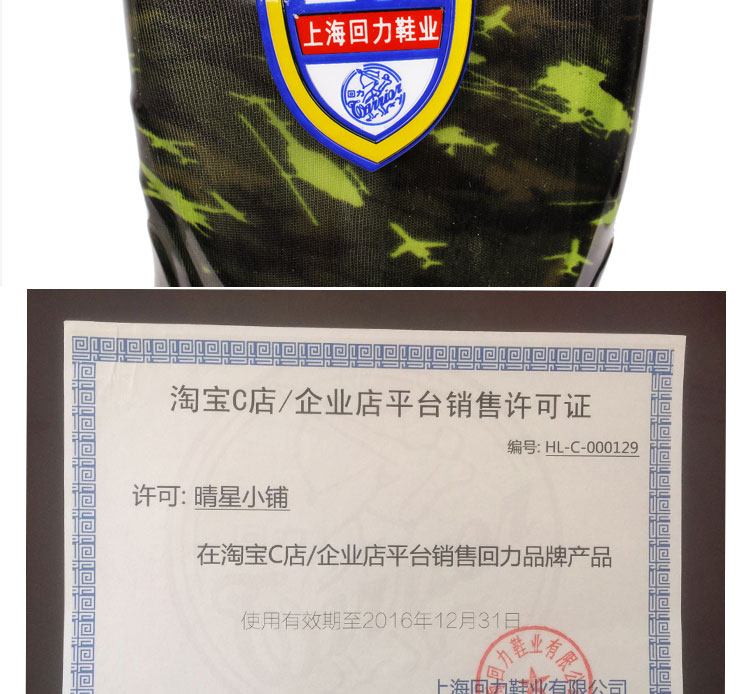 上海回力鞋业
回力
Warrior
淘宝C店/企业店平台销售许可证
编号: HL-C-000129
许可: 晴星小铺
在淘宝C店/企业店平台销售回力品牌产品
使用有效期至2016年12月31日
上海回力鞋业有限公司